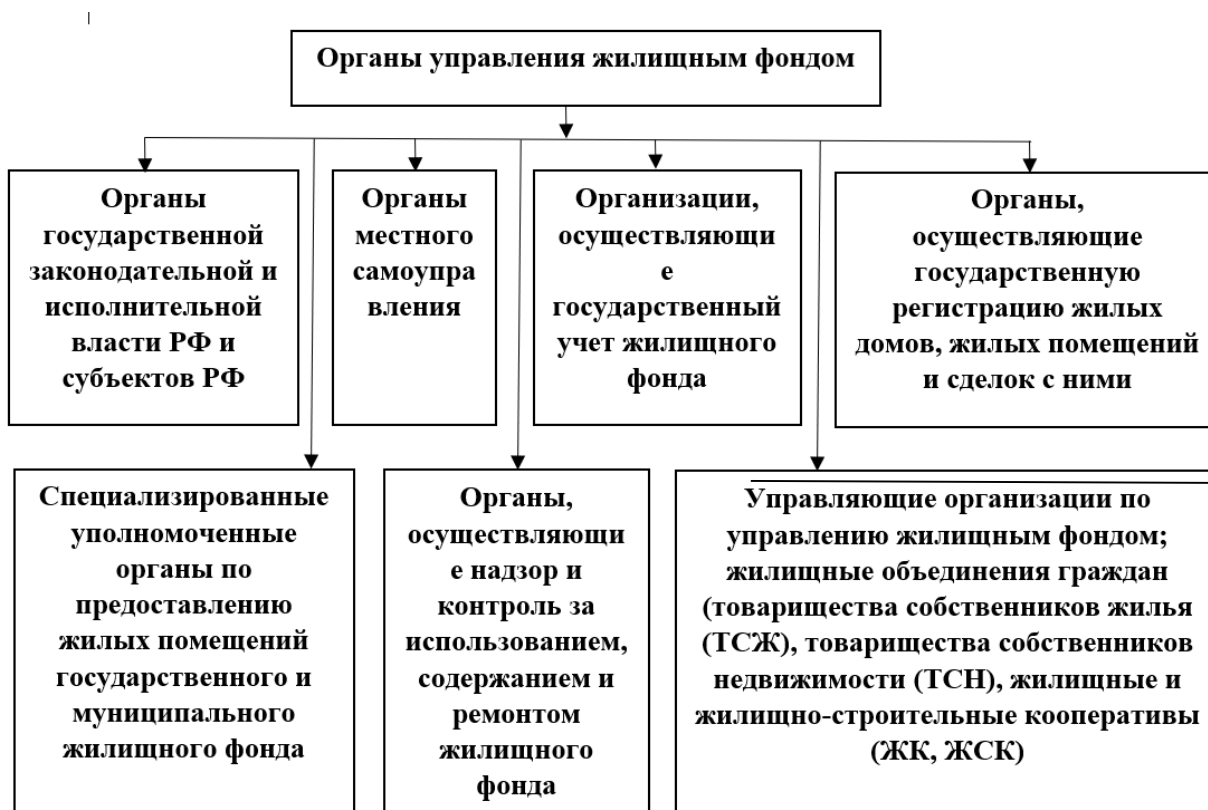 Органы управления жилищным фондом
Органы
государственной
законодательной и
исполнительной
власти РФ и
субъектов РФ
Органы
местного
самоупра
вления
Организации,
осуществляющи
е
государственный
учет жилищного
фонда
Органы,
осуществляющие
государственную
регистрацию жилых
домов, жилых помещений
и сделок с ними
Специализированные
уполномоченные
органы по
предоставлению
жилых помещений
государственного и
муниципального
жилищного фонда
Органы,
осуществляющи
е надзор и
контроль за
использованием,
содержанием и
ремонтом
жилищного
фонда
Управляющие организации по
управлению жилищным фондом;
жилищные объединения граждан
(товарищества собственников жилья
(ТСЖ), товарищества собственников
недвижимости (ТСН), жилищные и
жилищно-строительные кооперативы
(ЖК, ЖСК)